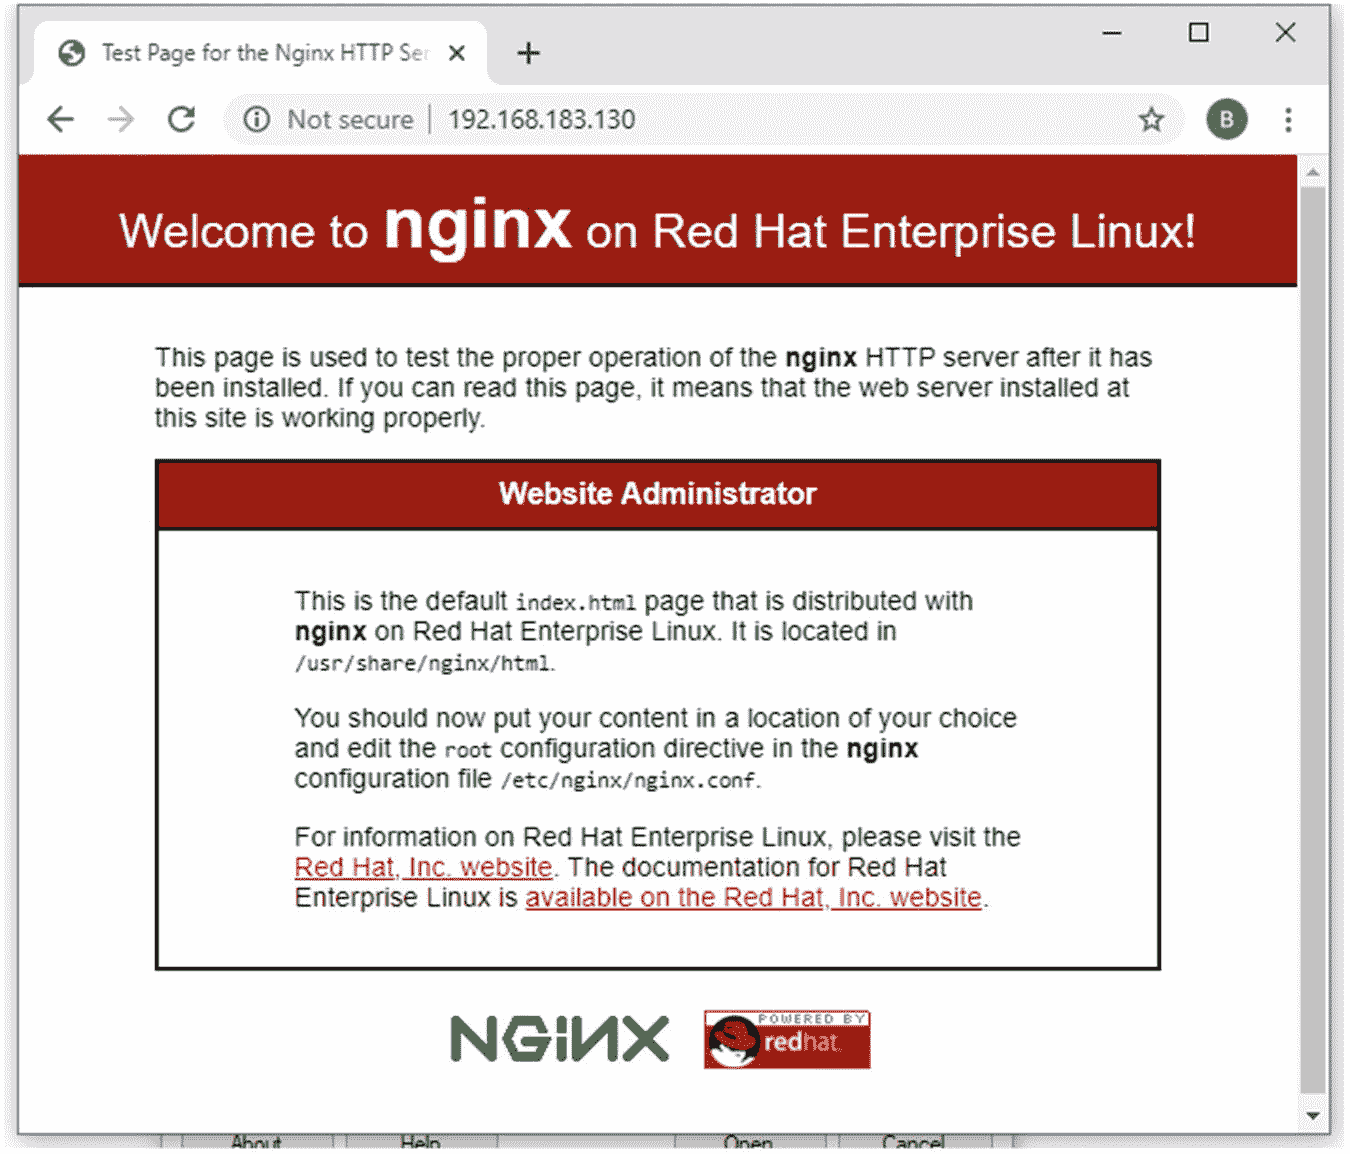 Test Page for the Nginx HTTP Ser
Not secure 192.168.183.130
B
Welcome to nginx on Red Hat Enterprise Linux!
This page is used to test the proper operation of the nginx HTTP server after it has
been installed. If you can read this page, it means that the web server installed at
this site is working properly.
Website Administrator
This is the default index.html page that is distributed with
nginx on Red Hat Enterprise Linux. It is located in
/usr/share/nginx/html.
You should now put your content in a location of your choice
and edit the root configuration directive in the nginx
configuration file /etc/nginx/nginx.conf.
For information on Red Hat Enterprise Linux, please visit the
Red Hat, Inc. website. The documentation for Red Hat
Enterprise Linux is available on the Red Hat, Inc. website.
NGINX
POWERED BY
redhat.
About Help Open Cancel